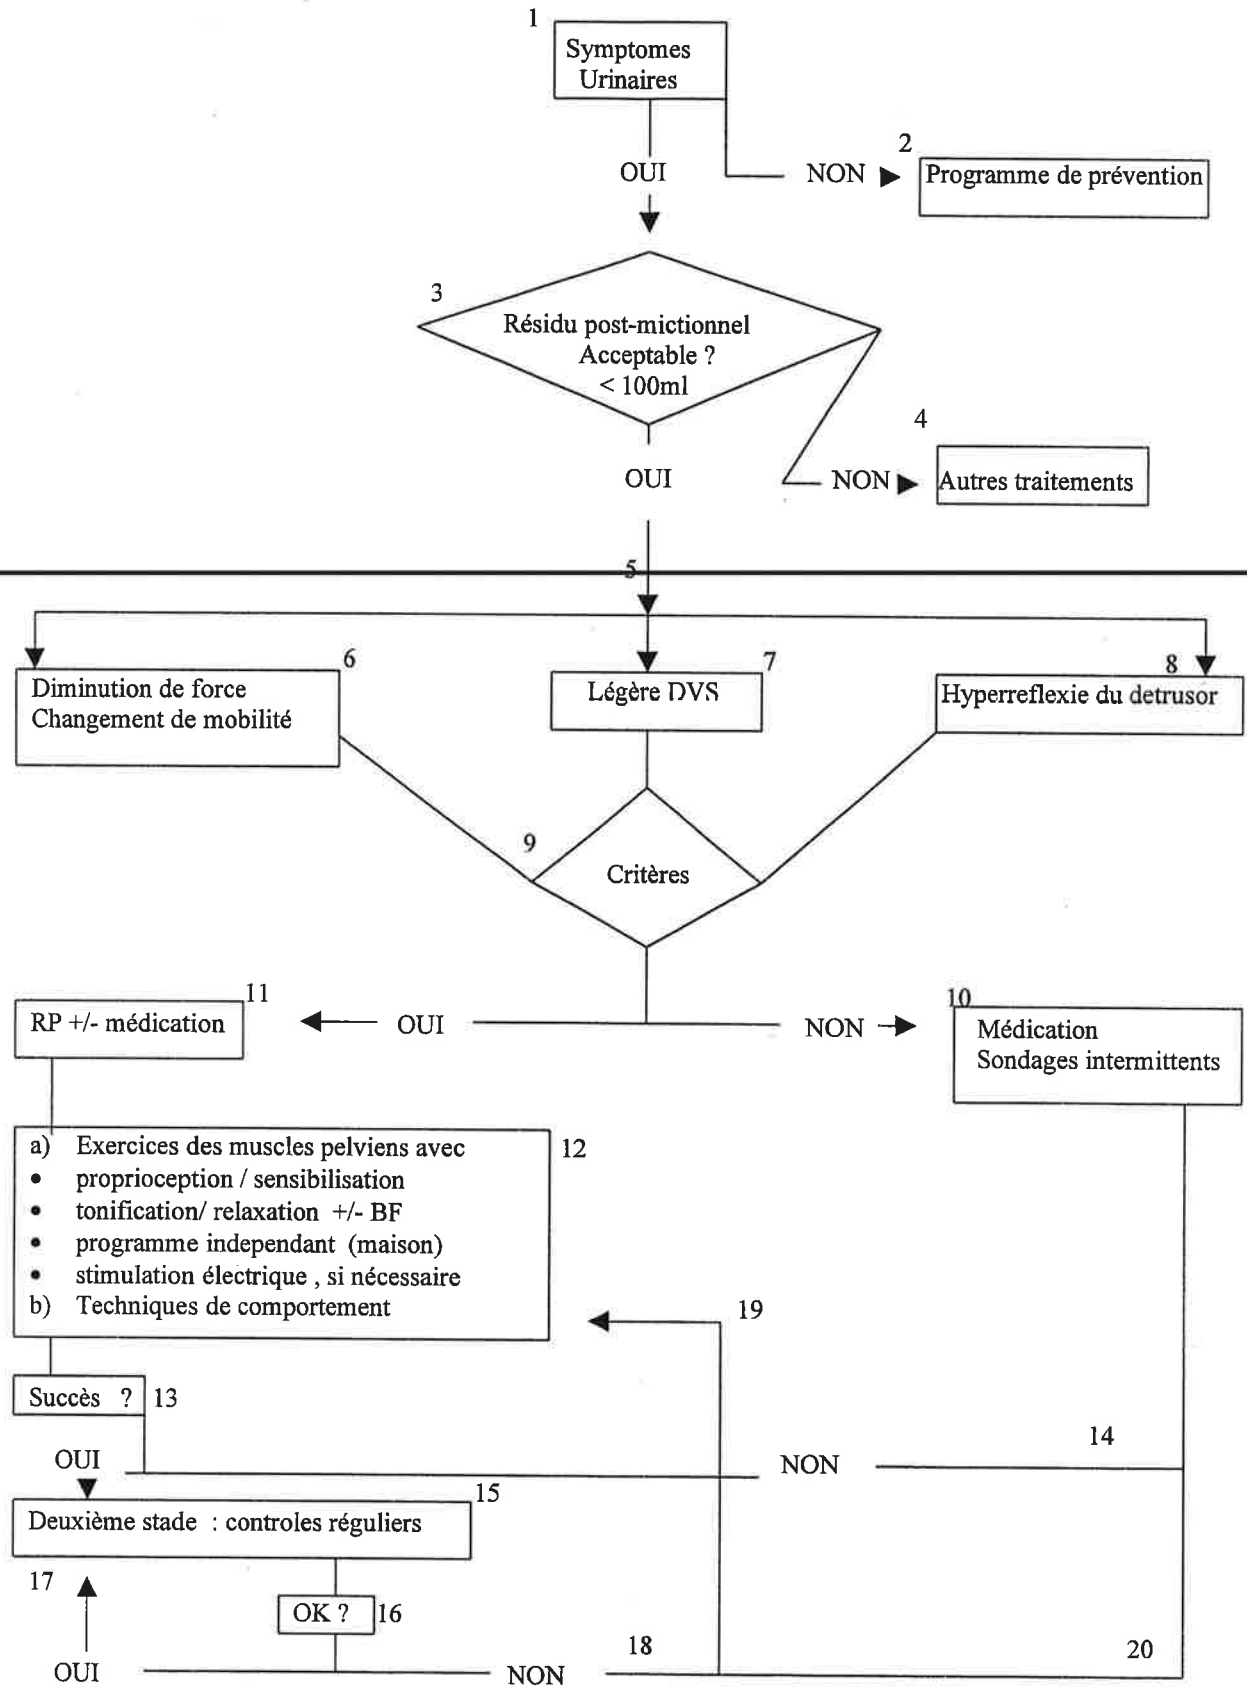 1
Symptomes
Urinaires
OUI
NON
2
Programme de prévention
3
Résidu post-mictionnel
Acceptable ?
< 100ml
4
OUI
NON
Autres traitements
5
6
Diminution de force
Changement de mobilité
7
Légère DVS
8
Hyperreflexie du detrusor
9
Critères
11
RP +/- médication
OUI
NON
10
Médication
Sondages intermittents
12
a) Exercices des muscles pelviens avec
• proprioception / sensibilisation
• tonification/ relaxation +/- BF
• programme independant (maison)
• stimulation électrique , si nécessaire
b) Techniques de comportement
19
Succès ? 13
14
OUI
NON
15
Deuxième stade : controles réguliers
17
OK ? 16
18
20
OUI
NON